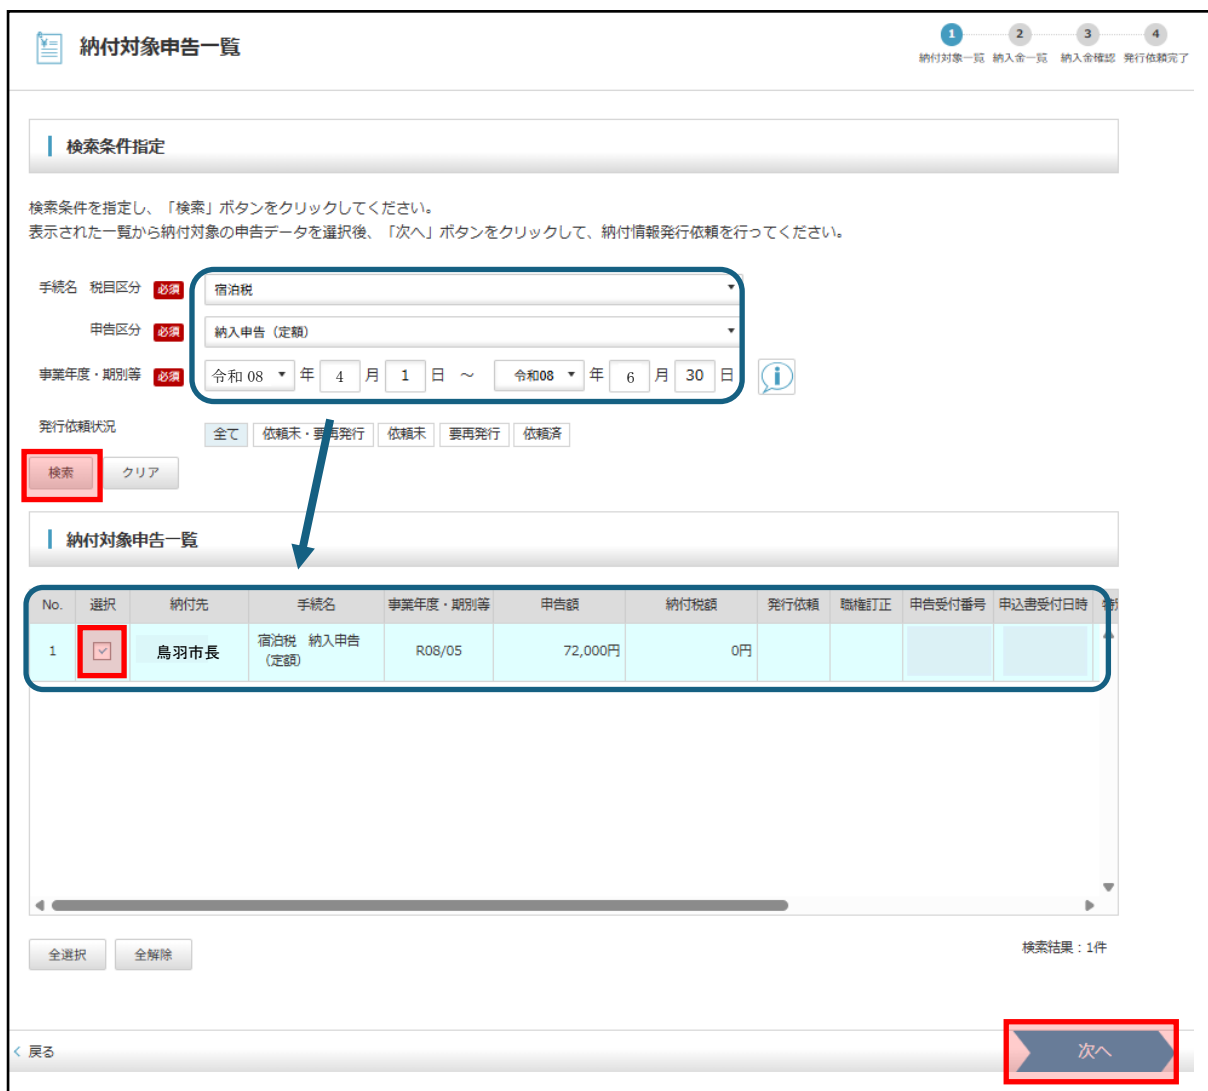 納付対象申告一覧
1 2 3 4
納付対象一覧 納入金一覧 納入金確認 発行依頼完了
検索条件指定
検索条件を指定し、「検索」ボタンをクリックしてください。
表示された一覧から納付対象の申告データを選択後、「次へ」ボタンをクリックして、納付情報発行依頼を行ってください。
手続名 税目区分 必須 宿泊税
申告区分 必須 納入申告（定額）
事業年度・期別等 必須 令和 08 年 4 月 1 日 ～ 令和08 年 6 月 30 日
発行依頼状況 全て 依頼未・要再発行 依頼未 要再発行 依頼済
検索 クリア
納付対象申告一覧
No. 選択 納付先 手続名 事業年度・期別等 申告額 納付税額 発行依頼 職権訂正 申告受付番号 申込書受付日時
1 鳥羽市長 宿泊税 納入申告 R08/05 72,000円 0円
（定額）
全選択 全解除 検索結果：1件
戻る 次へ